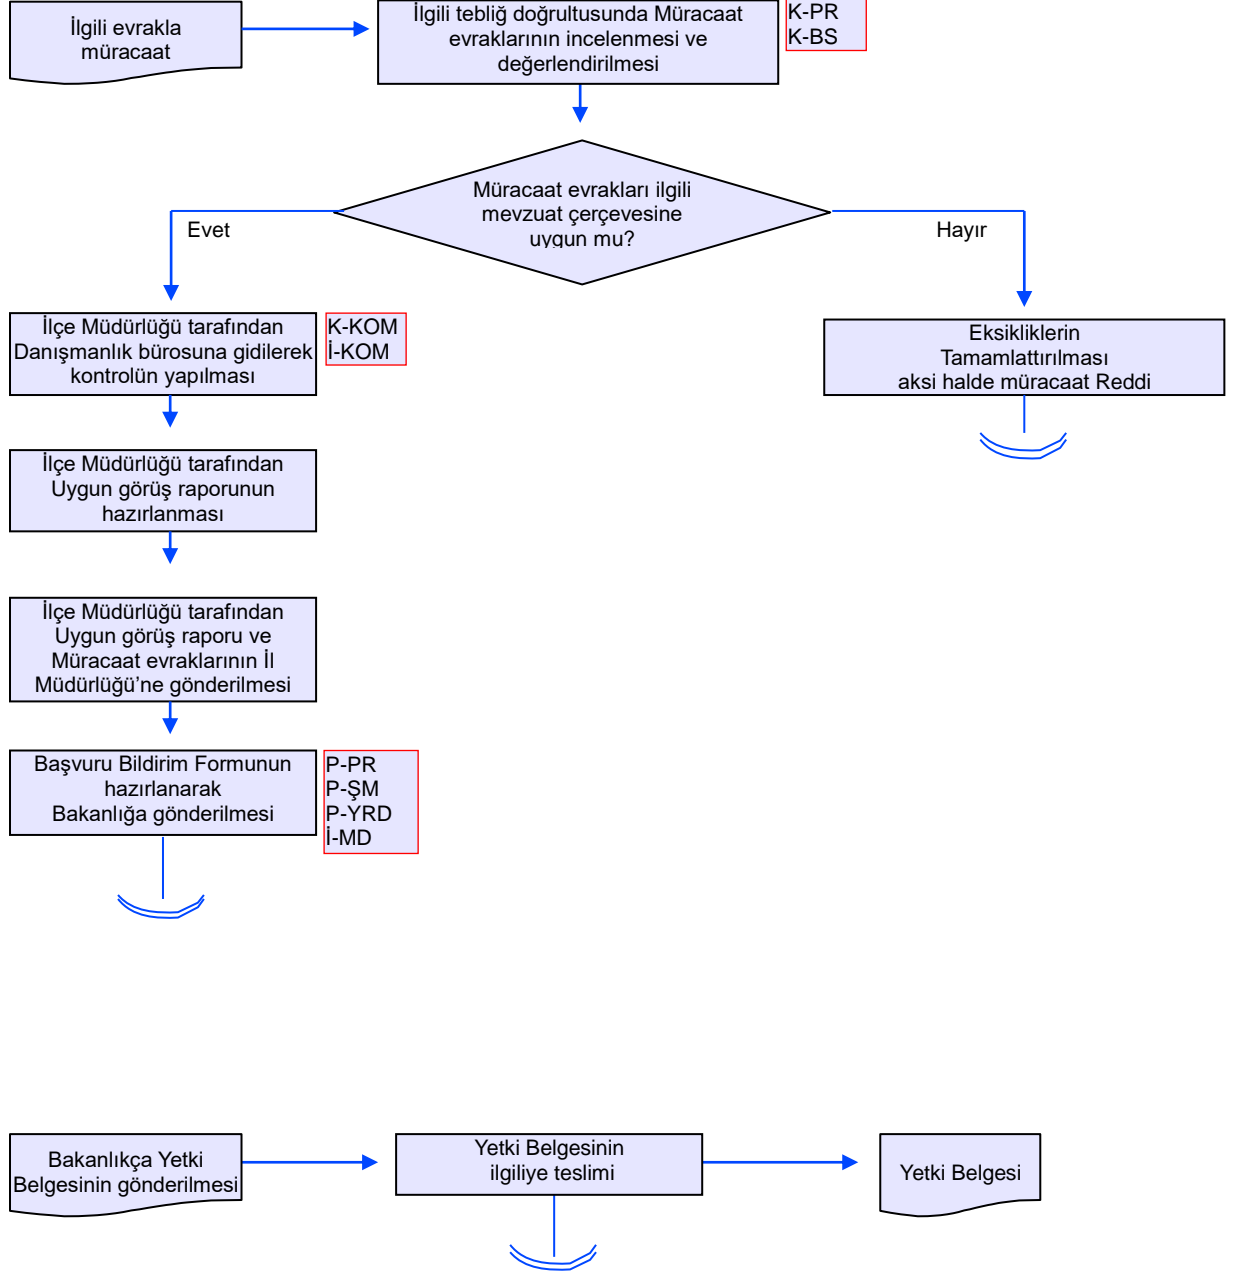 İlgili evrakla
müracaat
İlgili tebliğ doğrultusunda Müracaat
evraklarının incelenmesi ve
değerlendirilmesi
K-PR
K-BS
Müracaat evrakları ilgili
mevzuat çerçevesine
uygun mu?
Evet
Hayır
İlçe Müdürlüğü tarafından
Danışmanlık bürosuna gidilerek
kontrolün yapılması
K-KOM
İ-KOM
Eksikliklerin
Tamamlattırılması
aksi halde müracaat Reddi
İlçe Müdürlüğü tarafından
Uygun görüş raporunun
hazırlanması
İlçe Müdürlüğü tarafından
Uygun görüş raporu ve
Müracaat evraklarının İl
Müdürlüğü’ne gönderilmesi
Başvuru Bildirim Formunun
hazırlanarak
Bakanlığa gönderilmesi
P-PR
P-ŞM
P-YRD
İ-MD
Bakanlıkça Yetki
Belgesinin gönderilmesi
Yetki Belgesinin
ilgiliye teslimi
Yetki Belgesi